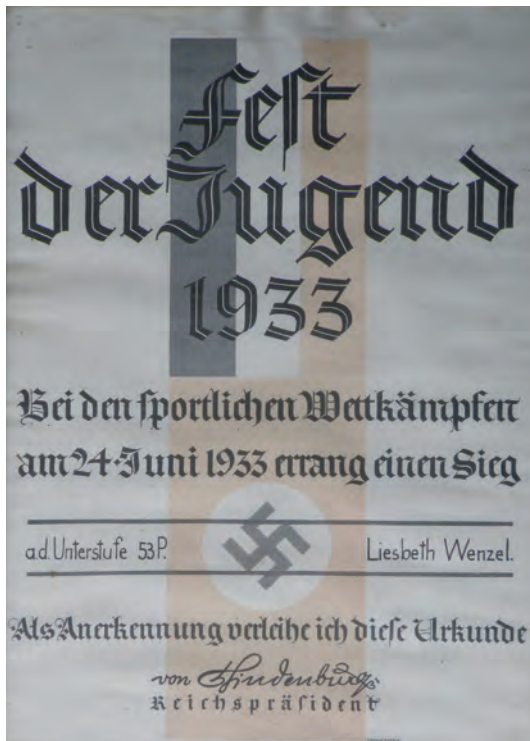 Fest
der Jugend
1933
Bei den sportlichen Wettkämpfen
am 24. Juni 1933 errang einen Sieg
a.d. Unterstufe 53 P. Liesbeth Wenzel.
Als Anerkennung verleihe ich diese Urkunde
von Hindenburg
Reichspräsident